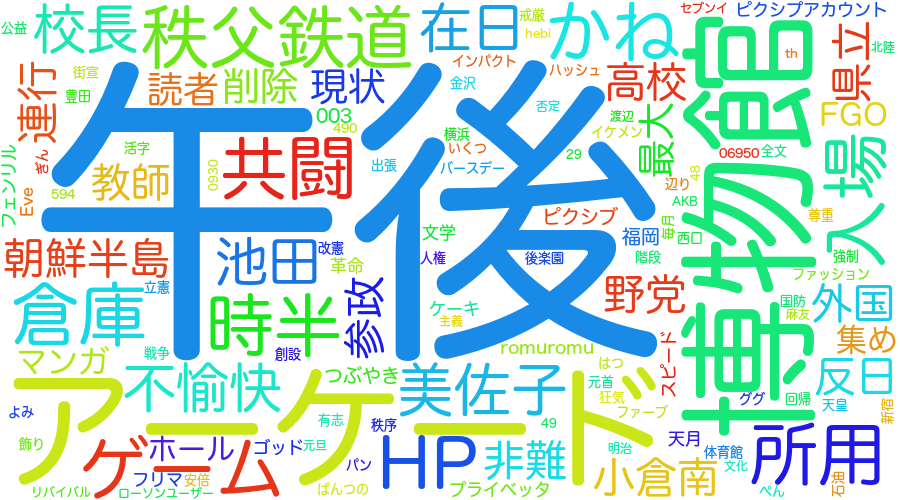 セブンイ
ピクシプアカウント
公益
校長
秩父鉄道
在日
かね
戒厳
hebi
博物館
th
北陸
街宣
豊田
連行
読者
削除
現状
インパクト
金沢
ハッシュ
高校
県立
FGO
003
490
午後
否定
渡辺
イケメン
最大
06950
全文
入場
フェンリル
ぎん
活字
教師
0930
共闘
出張
横浜
いくつ
バースデー
29
48
Eve
594
辺り
AKB
尊重
朝鮮半島
池田
改憲
人権
文学
ピクシブ
後楽園
福岡
毎月
西口
階段
強制
ファッション
立憲
革命
倉庫
時半
参政
ケーキ
主義
野党
国防
麻友
外国
マンガ
戦争
創設
romuromu
スピード
集め
アーケード
不愉快
つぶやき
美佐子
はつ
元首
狂気
ファーブ
ググ
回帰
反日
よみ
飾り
ゲーム
ホール
ゴッド
有志
元旦
秩序
49
天月
天皇
新宿
フリマ
安倍
パン
HP
非難
明治
体育館
文化
所用
リバイバル
ローソンユーザー
ぱんつの
プライベッタ
小倉南
ぺん
石油